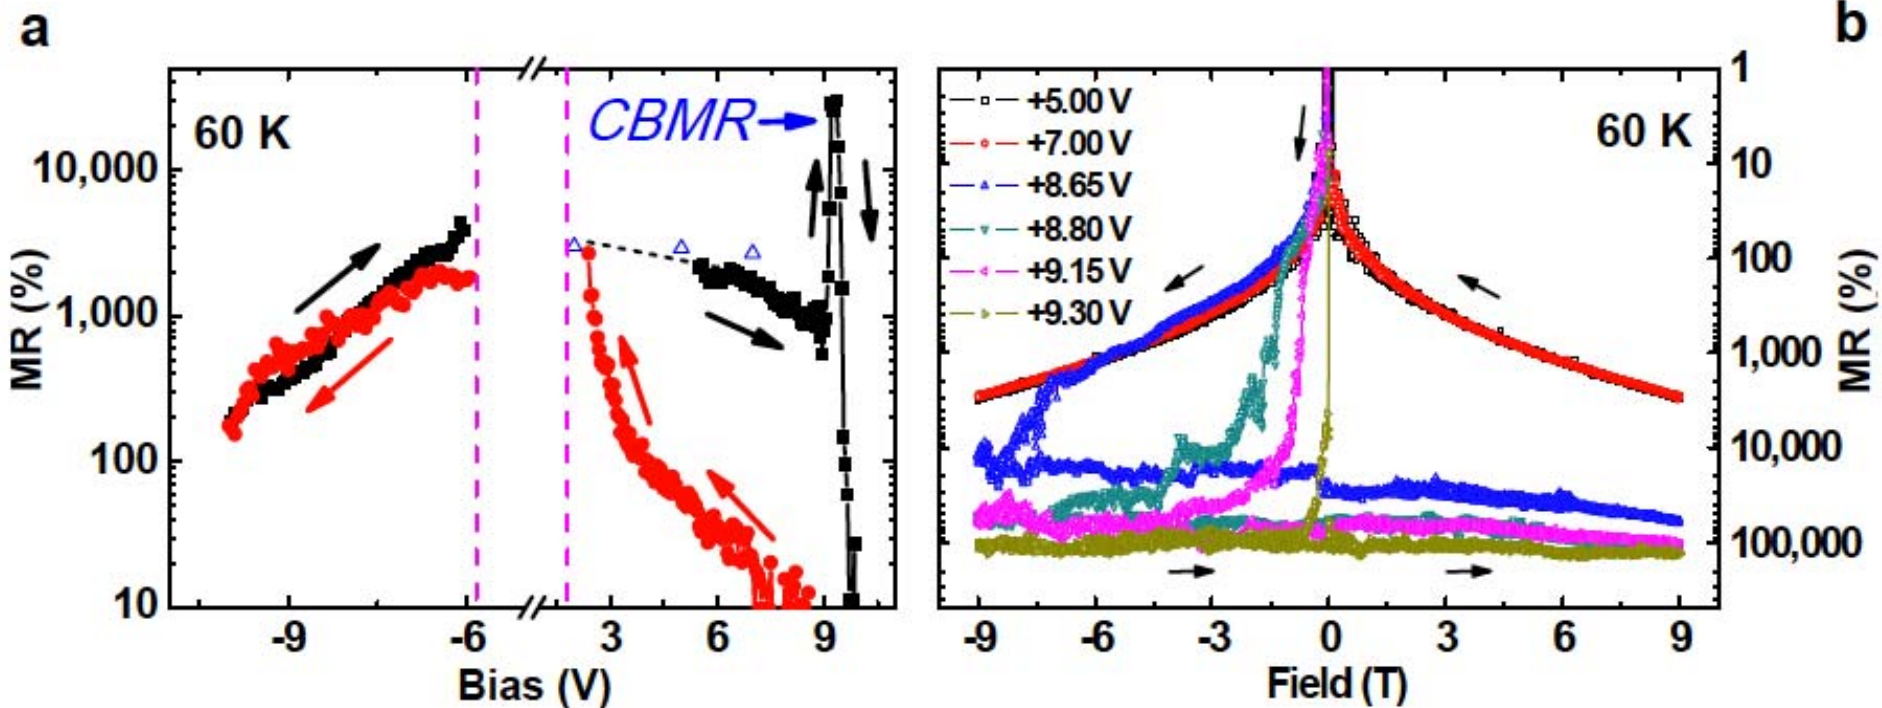 a
60 K
CBMR
MR (%)
10,000
1,000
100
10
-9
-6
3
6
9
Bias (V)
b
+5.00 V
+7.00 V
+8.65 V
+8.80 V
+9.15 V
+9.30 V
60 K
1
10
100
1,000
10,000
100,000
MR (%)
-9
-6
-3
0
3
6
9
Field (T)